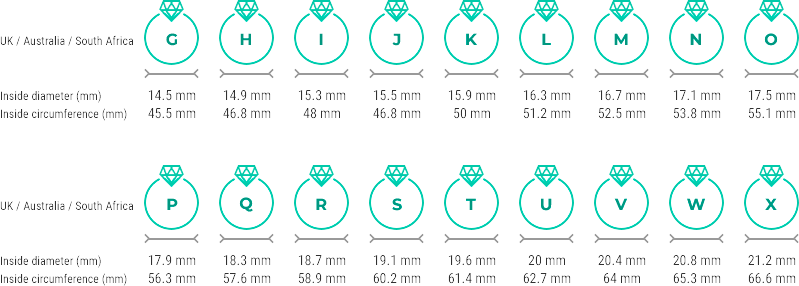 UK / Australia / South Africa G H I J K L M N O
Inside diameter (mm) 14.5 mm 14.9 mm 15.3 mm 15.5 mm 15.9 mm 16.3 mm 16.7 mm 17.1 mm 17.5 mm
Inside circumference (mm) 45.5 mm 46.8 mm 48 mm 46.8 mm 50 mm 51.2 mm 52.5 mm 53.8 mm 55.1 mm
UK / Australia / South Africa P Q R S T U V W X
Inside diameter (mm) 17.9 mm 18.3 mm 18.7 mm 19.1 mm 19.6 mm 20 mm 20.4 mm 20.8 mm 21.2 mm
Inside circumference (mm) 56.3 mm 57.6 mm 58.9 mm 60.2 mm 61.4 mm 62.7 mm 64 mm 65.3 mm 66.6 mm